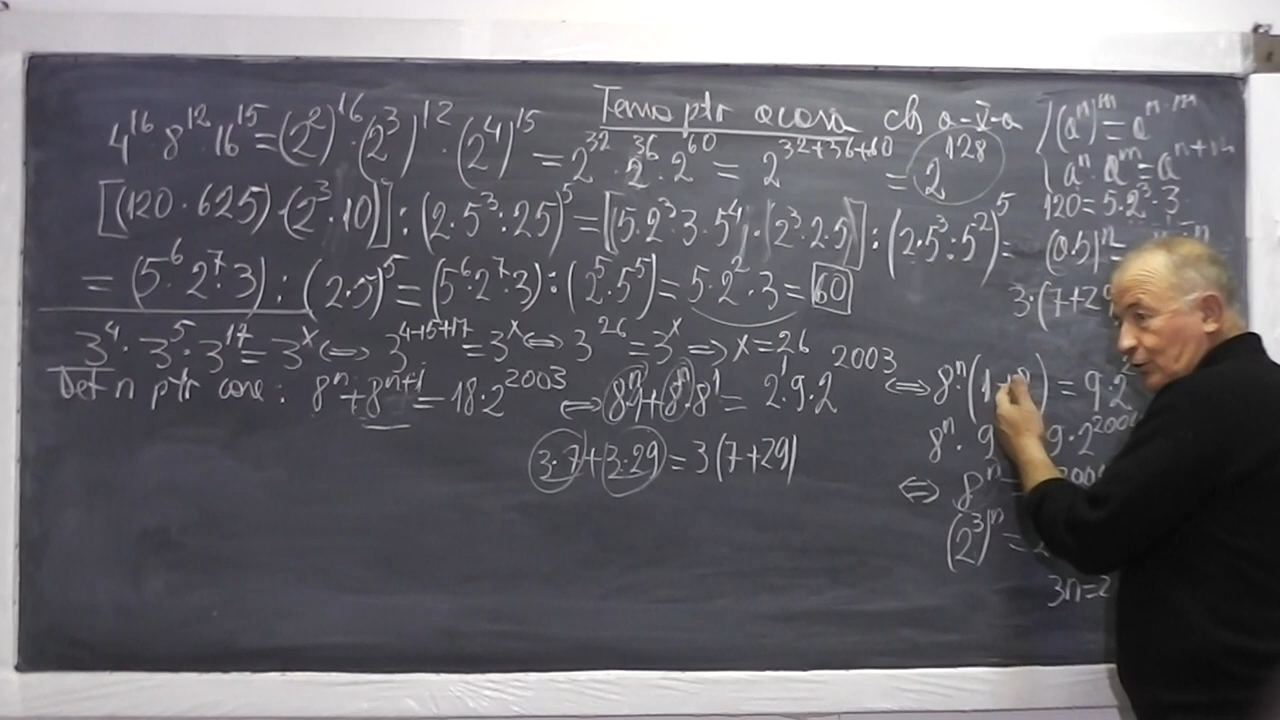 Tema ptr acasa cls a-V-a
4^16 8^12 16^15 = (2^2)^16 · (2^3)^12 · (2^4)^15 = 2^32 · 2^36 · 2^60 = 2^(32+36+60) = 2^128
[(120·625)·(2^3·10)] : (2·5^3:25)^5 = [(5·2^3·3·5^4)·(2^3·2·5)] : (2·5^3:5^2)^5 =
= (5^6·2^7·3) : (2·5)^5 = (5^6·2^7·3) : (2^5·5^5) = 5·2^2·3 = 60
3^4 · 3^5 · 3^17 = 3^x ⇔ 3^(4+5+17) = 3^x ⇔ 3^26 = 3^x ⇒ x = 26
Det n ptr care: 8^n + 8^(n+1) = 18·2^2003 ⇔ 8^n·1 + 8^n·8^1 = 2^1·9·2^2003
3·7 + 3·29 = 3(7+29)
(a^n)^m = a^(n·m)
a^n · a^m = a^(n+m)
120 = 5·2^3·3
(a·b)^n =
3·(7+29
⇔ 8^n·(1+8) = 9·2
8^n · 9 9·2^2004
⇔ 8^n =
(2^3)^n = 2
3n = 2